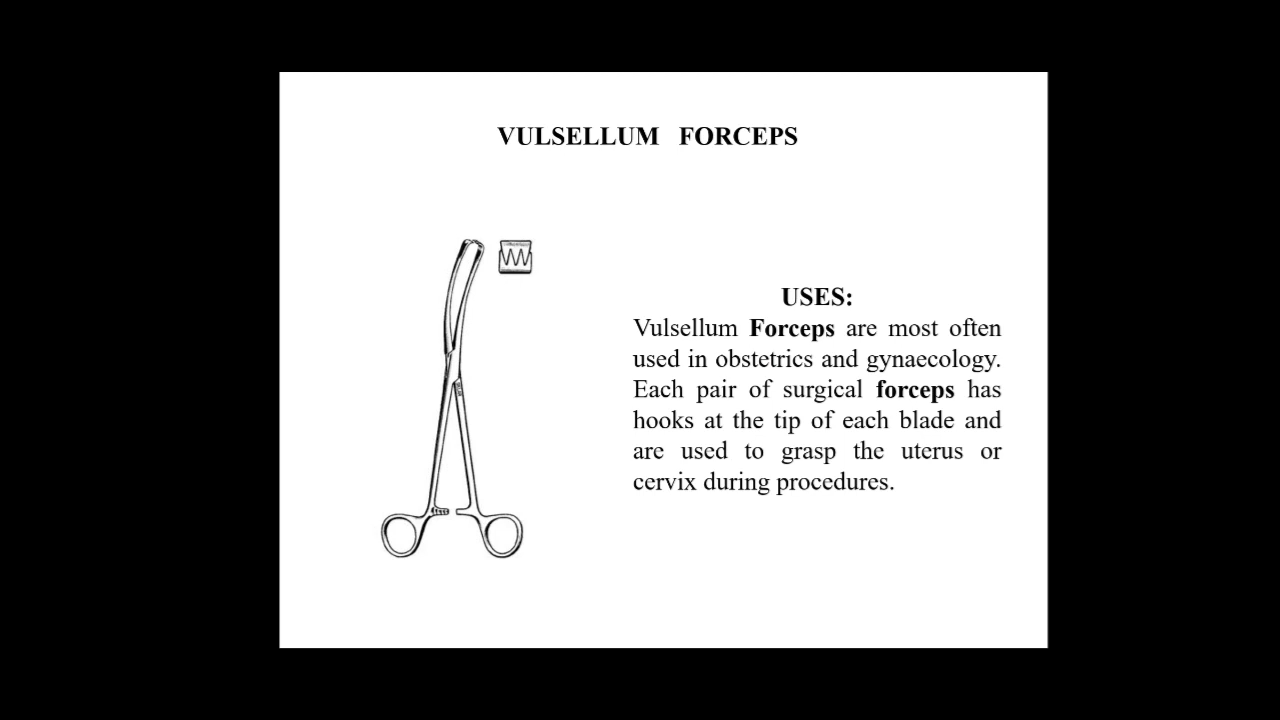 VULSELLUM FORCEPS
USES:
Vulsellum Forceps are most often
used in obstetrics and gynaecology.
Each pair of surgical forceps has
hooks at the tip of each blade and
are used to grasp the uterus or
cervix during procedures.